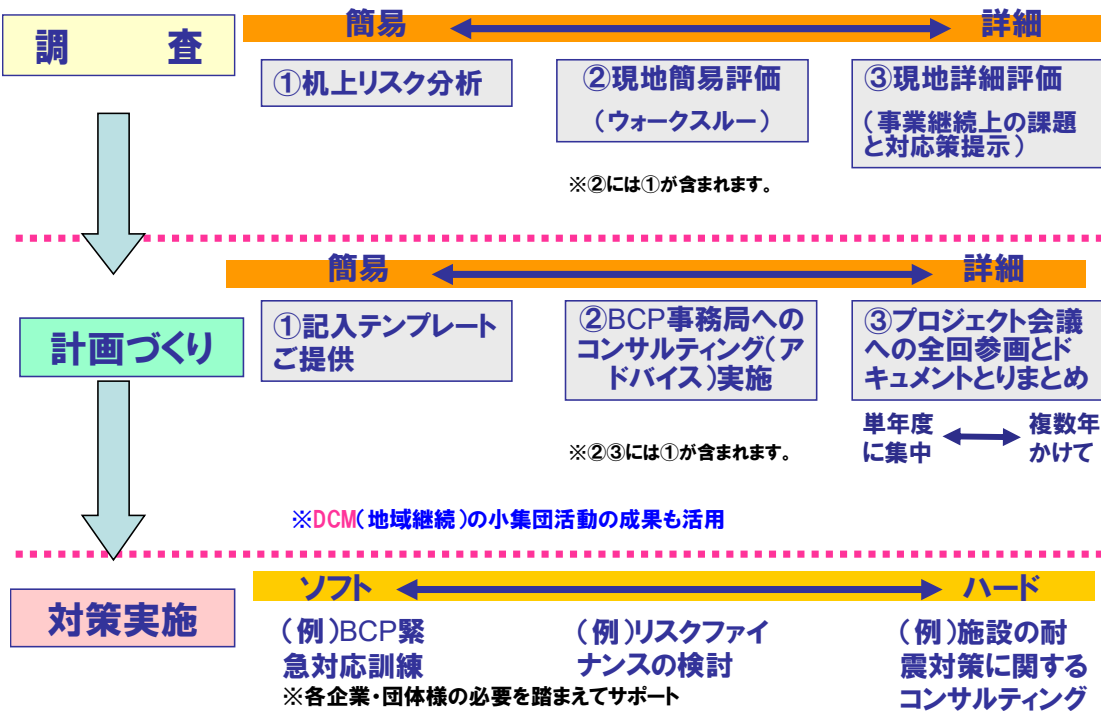 調　　査
簡易
詳細
①机上リスク分析
②現地簡易評価
（ウォークスルー）
③現地詳細評価
（事業継続上の課題
と対応策提示）
※②には①が含まれます。
簡易
詳細
計画づくり
①記入テンプレート
ご提供
②BCP事務局への
コンサルティング（ア
ドバイス）実施
③プロジェクト会議
への全回参画とド
キュメントとりまとめ
単年度
に集中
複数年
かけて
※②③には①が含まれます。
※DCM（地域継続）の小集団活動の成果も活用
ソフト
ハード
対策実施
（例）BCP緊
急対応訓練
（例）リスクファイ
ナンスの検討
（例）施設の耐
震対策に関する
コンサルティング
※各企業・団体様の必要を踏まえてサポート